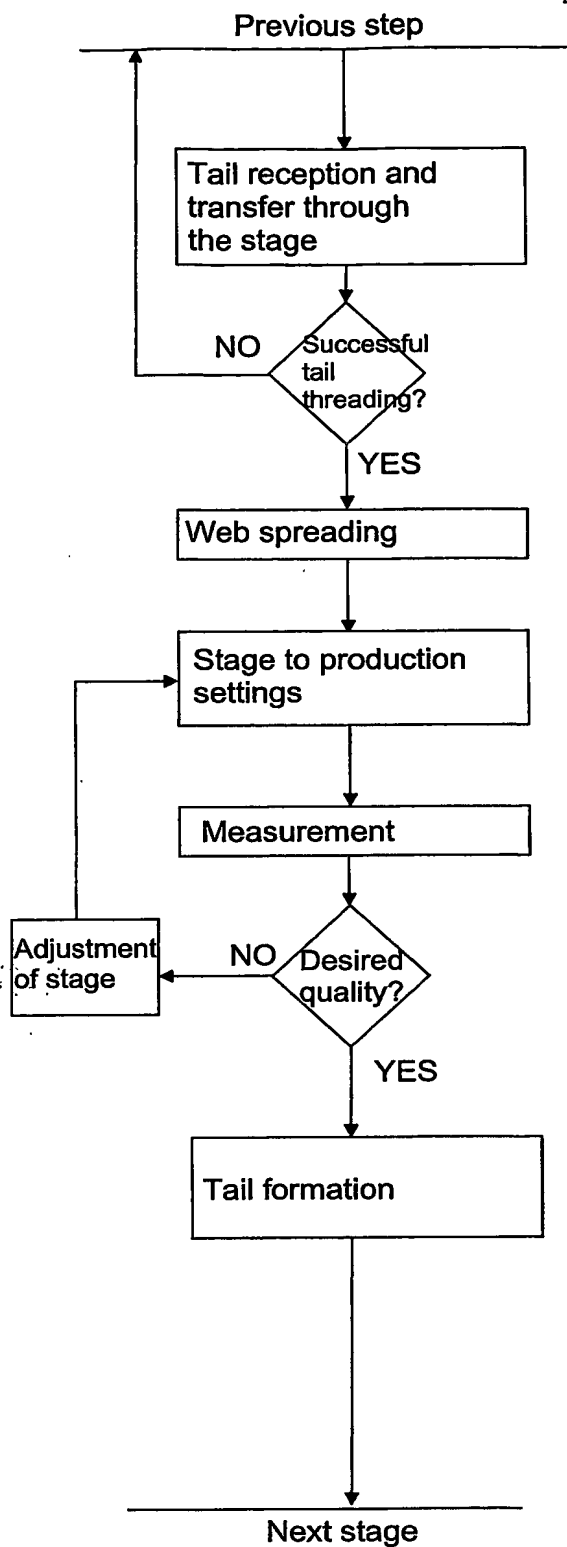 Previous step
Tail reception and
transfer through
the stage
NO
Successful
tail
threading?
YES
Web spreading
Stage to production
settings
Measurement
Adjustment
of stage
NO
Desired
quality?
YES
Tail formation
Next stage